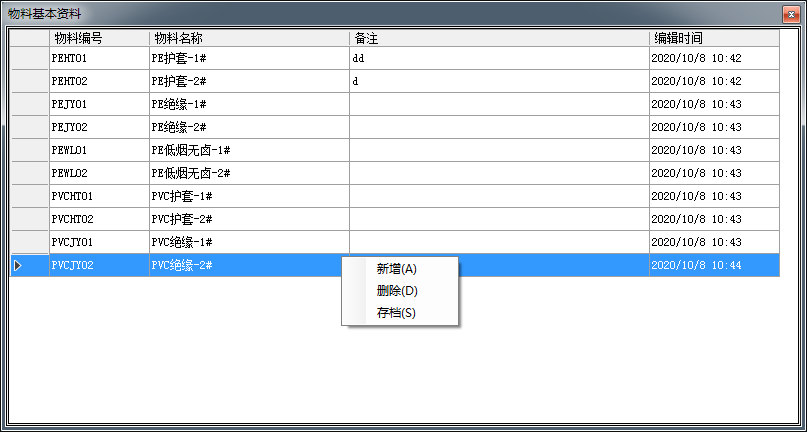 物料基本资料
物料编号 物料名称 备注 编辑时间
PEHT01 PE护套-1# dd 2020/10/8 10:42
PEHT02 PE护套-2# d 2020/10/8 10:42
PEJY01 PE绝缘-1# 2020/10/8 10:43
PEJY02 PE绝缘-2# 2020/10/8 10:43
PEWL01 PE低烟无卤-1# 2020/10/8 10:43
PEWL02 PE低烟无卤-2# 2020/10/8 10:43
PVCHT01 PVC护套-1# 2020/10/8 10:43
PVCHT02 PVC护套-2# 2020/10/8 10:43
PVCJY01 PVC绝缘-1# 2020/10/8 10:43
PVCJY02 PVC绝缘-2# 2020/10/8 10:44
新增(A)
删除(D)
存档(S)